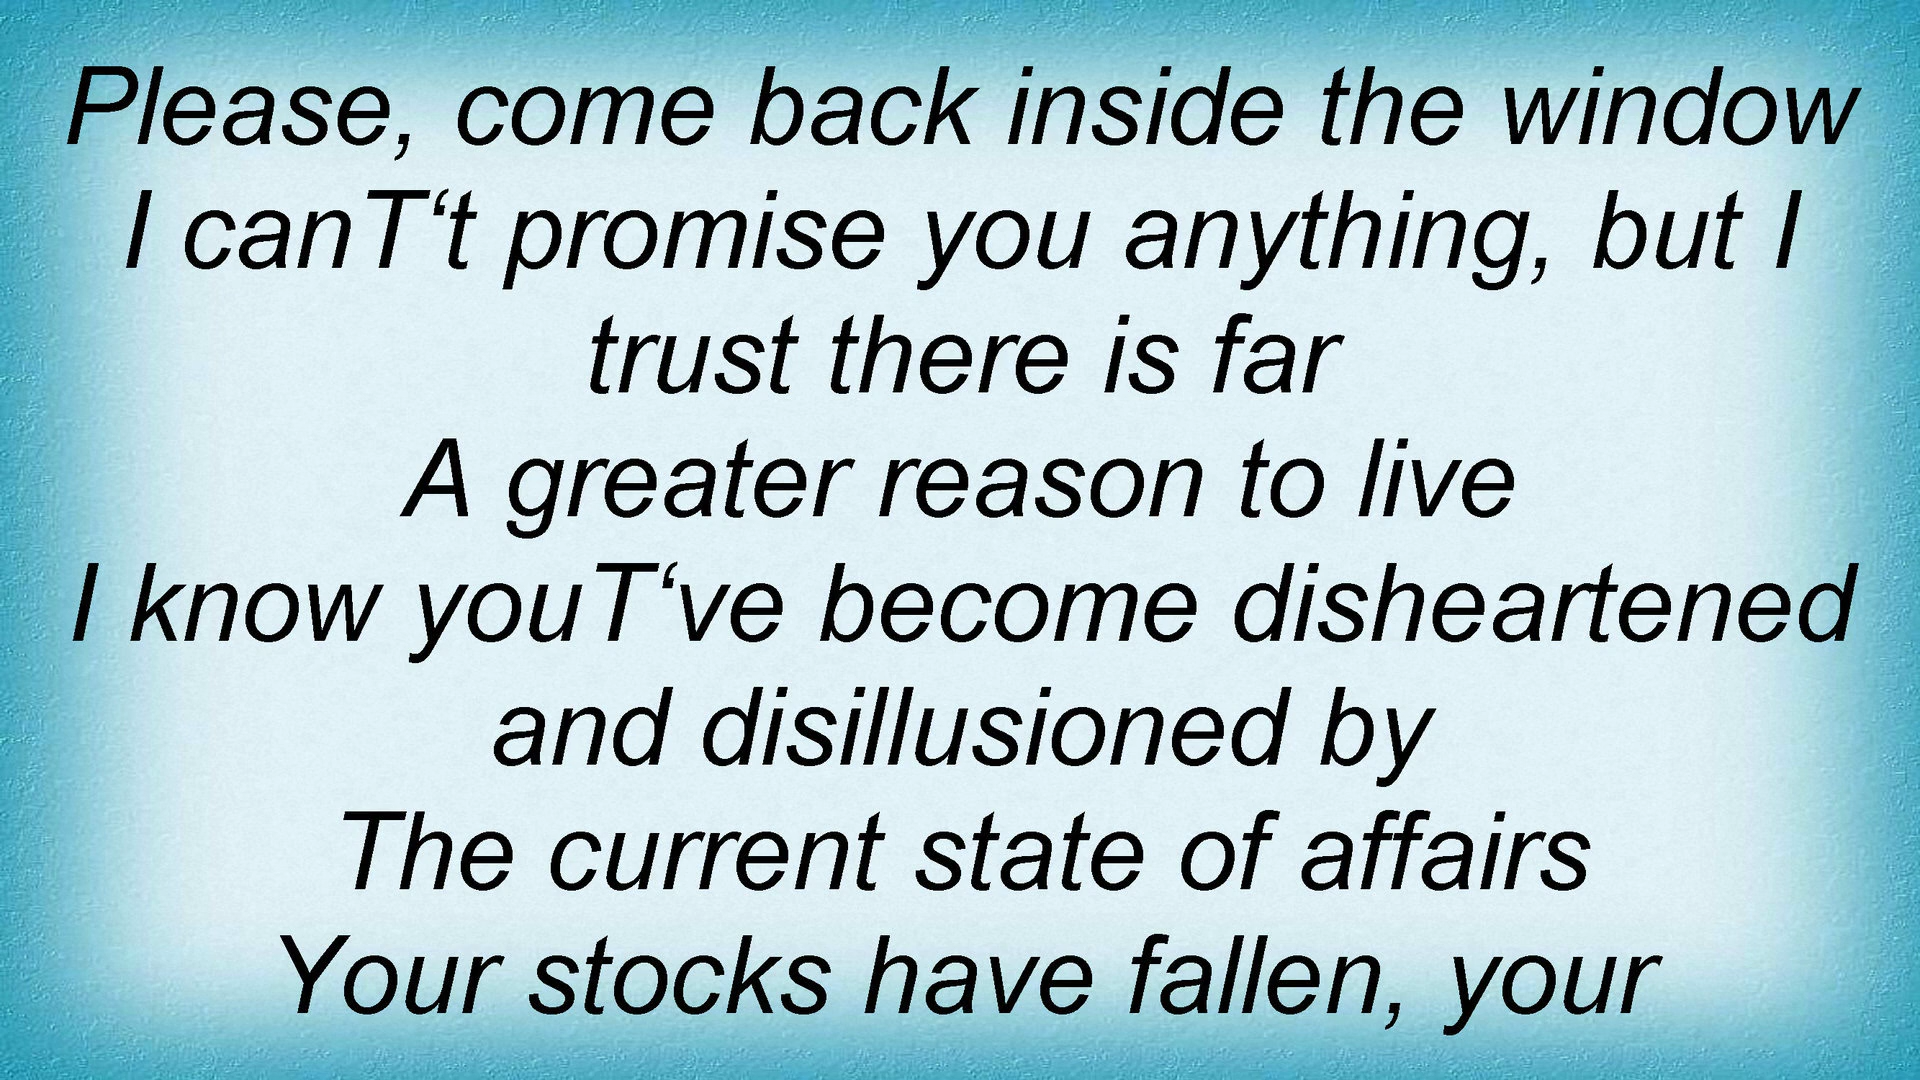 Please, come back inside the window
I canT‘t promise you anything, but I
trust there is far
A greater reason to live
I know youT‘ve become disheartened
and disillusioned by
The current state of affairs
Your stocks have fallen, your